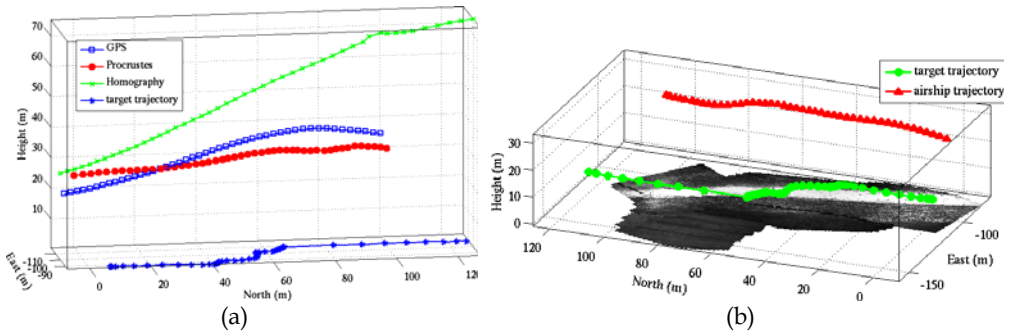 70
60
50
40
30
20
10
Height (m)
GPS
Procrustes
Homography
target trajectory
-110
-100
-90
East (m)
0
20
40
60
80
100
120
North (m)
(a)
target trajectory
airship trajectory
30
20
10
0
Height (m)
120
100
80
60
40
20
0
North (m)
-100
-150
East (m)
(b)